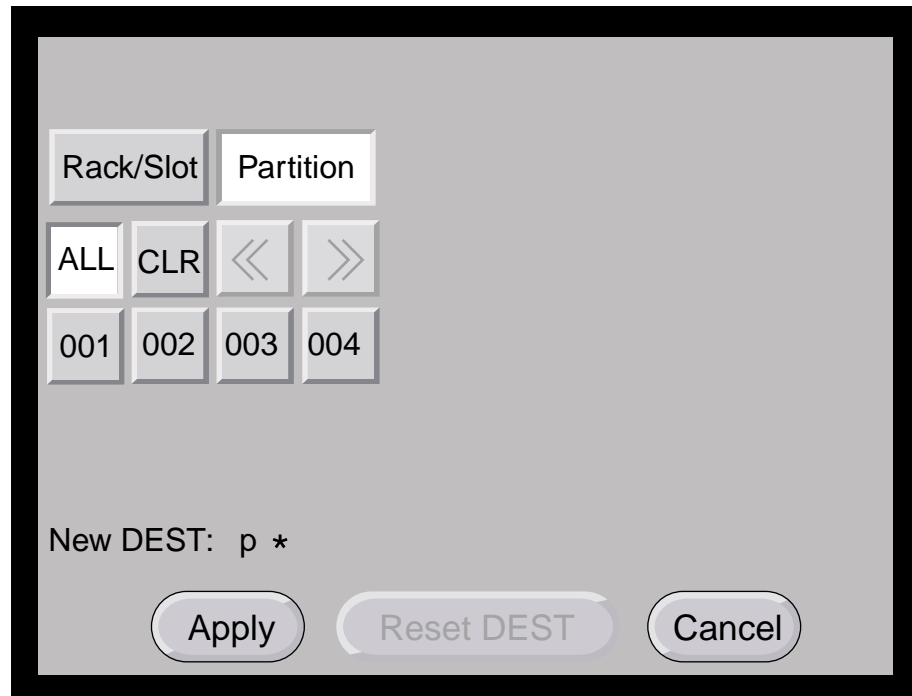 Rack/Slot Partition
ALL CLR « »
001 002 003 004
New DEST: p *
Apply Reset DEST Cancel